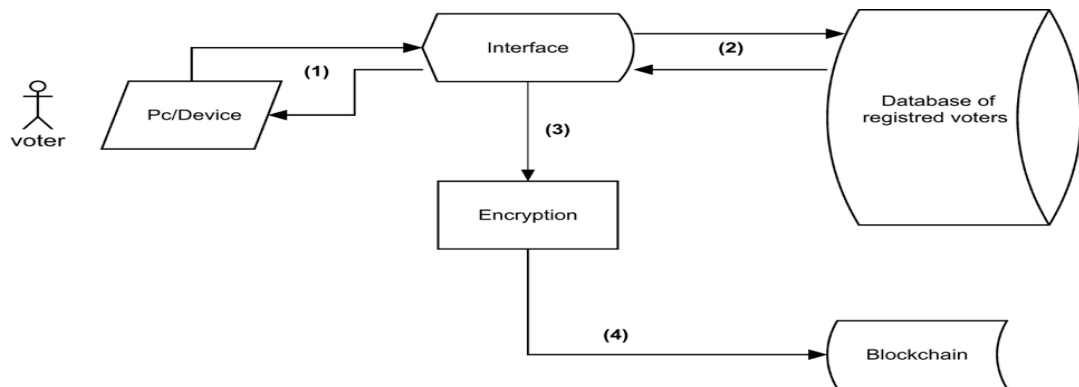 Interface
(2)
(1)
Pc/Device
voter
Database of
registred voters
(3)
Encryption
(4)
Blockchain